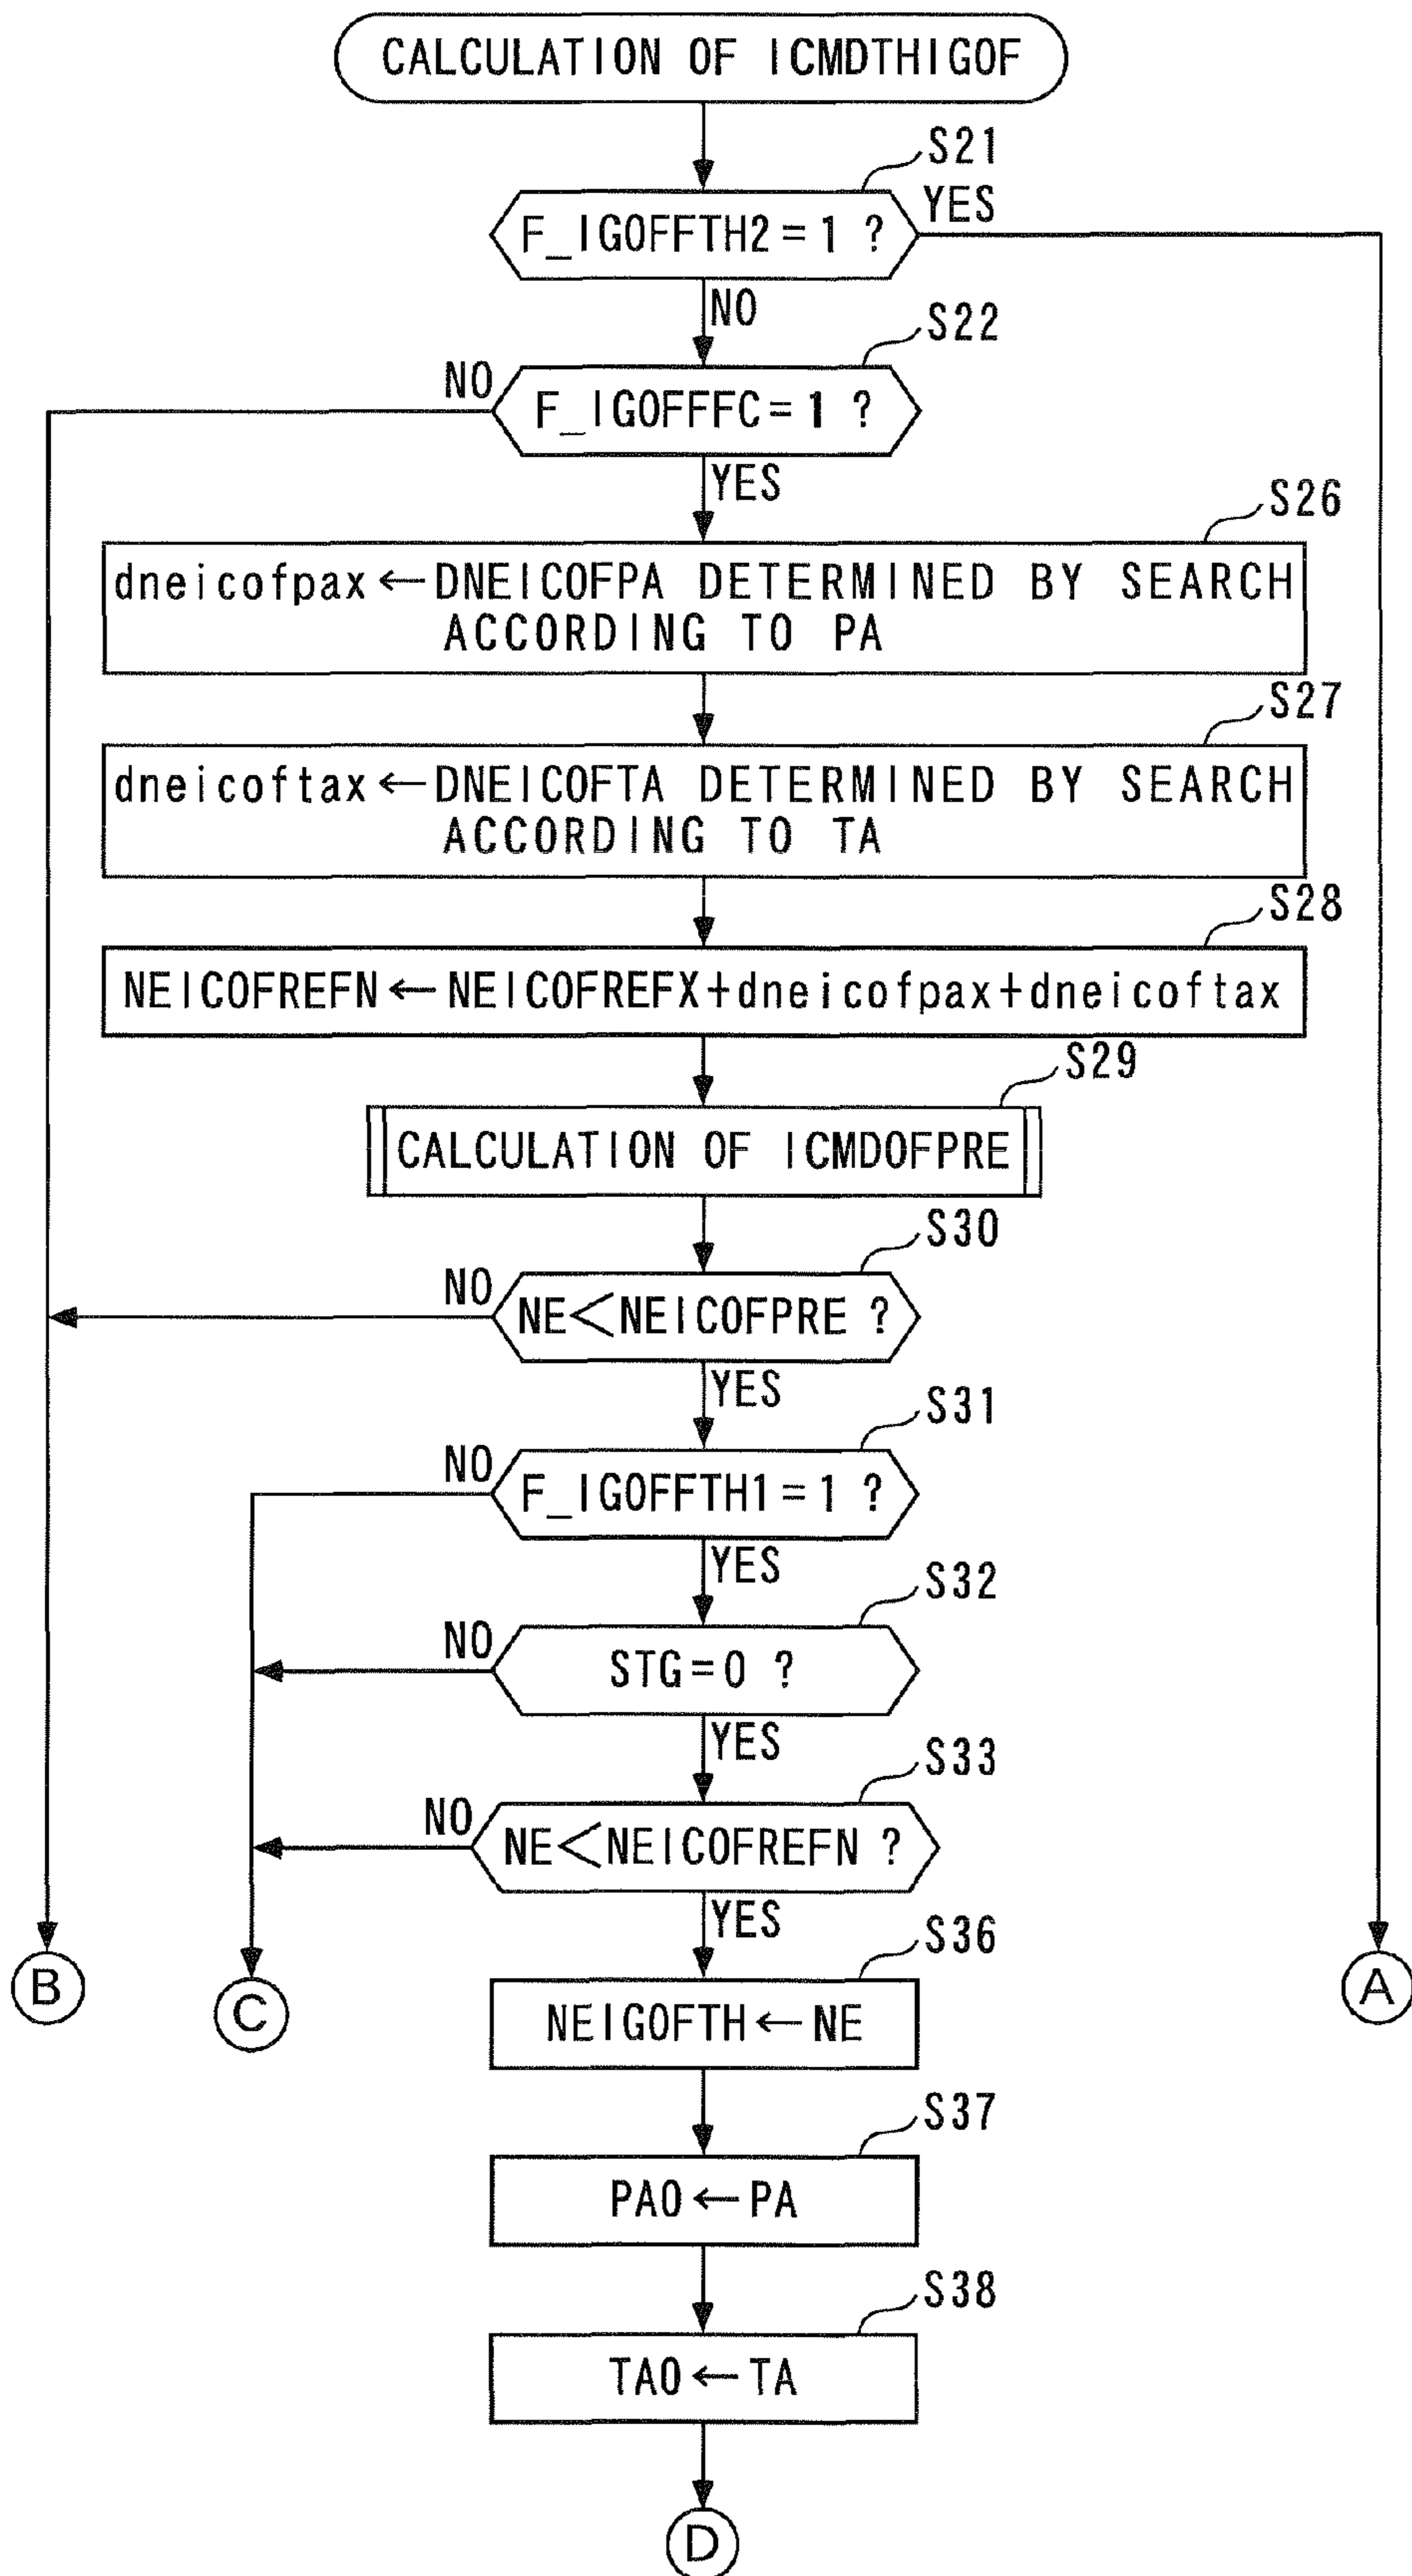 CALCULATION OF ICMDTHIGOF
S21
F_IGOFFTH2=1 ?
YES
NO
S22
NO
F_IGOFFFC=1 ?
YES
S26
dneicofpax←DNEICOFPA DETERMINED BY SEARCH
ACCORDING TO PA
S27
dneicoftax←DNEICOFTA DETERMINED BY SEARCH
ACCORDING TO TA
S28
NEICOFREFN←NEICOFREFX+dneicofpax+dneicoftax
S29
CALCULATION OF ICMDOFPRE
S30
NO
NE<NEICOFPRE ?
YES
S31
NO
F_IGOFFTH1=1 ?
YES
S32
NO
STG=0 ?
YES
S33
NO
NE<NEICOFREFN ?
YES
S36
B
C
A
NEIGOFTH←NE
S37
PA0←PA
S38
TA0←TA
D